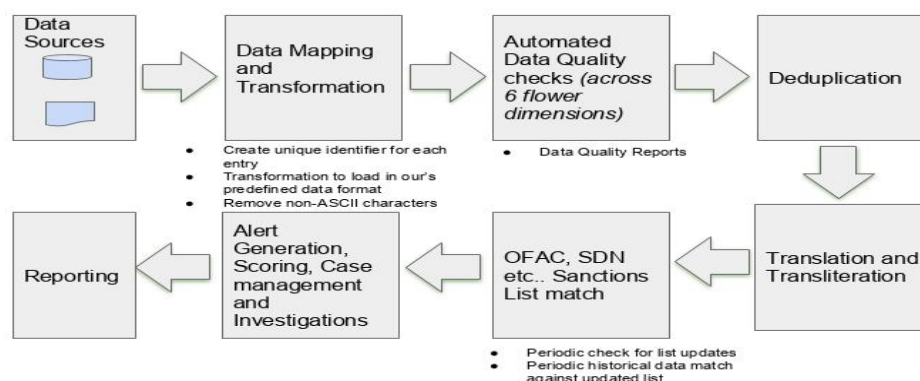 Data
Sources
Data Mapping
and
Transformation
Automated
Data Quality
checks (across
6 flower
dimensions)
Deduplication
● Create unique identifier for each
entry
● Transformation to load in our's
predefined data format
● Remove non-ASCII characters
● Data Quality Reports
Translation and
Transliteration
OFAC, SDN
etc.. Sanctions
List match
● Periodic check for list updates
● Periodic historical data match
against updated list
Alert
Generation,
Scoring, Case
management
and
Investigations
Reporting